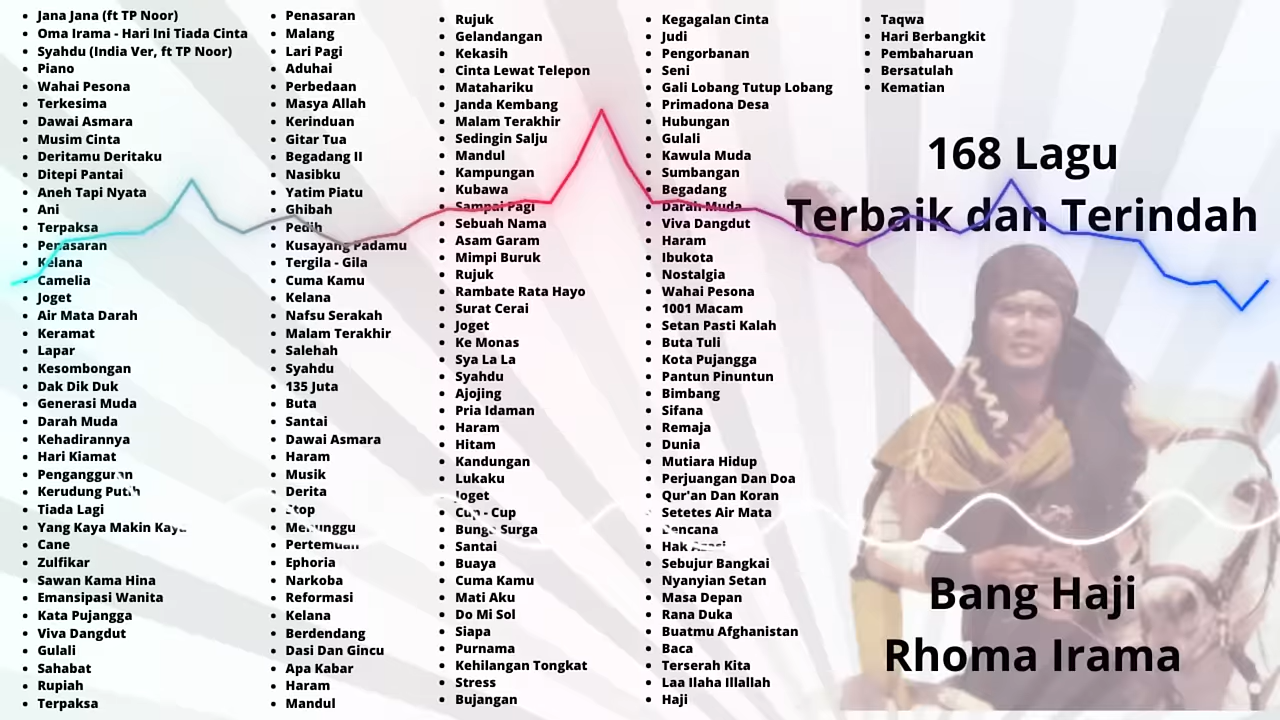 Jana Jana (ft TP Noor)
Oma Irama - Hari Ini Tiada Cinta
Syahdu (India Ver, ft TP Noor)
Piano
Wahai Pesona
Terkesima
Dawai Asmara
Musim Cinta
Deritamu Deritaku
Ditepi Pantai
Aneh Tapi Nyata
Ani
Terpaksa
Penasaran
Kelana
Camelia
Joget
Air Mata Darah
Keramat
Lapar
Kesombongan
Dak Dik Duk
Generasi Muda
Darah Muda
Kehadirannya
Hari Kiamat
Pengangguran
Kerudung Putih
Tiada Lagi
Yang Kaya Makin Kaya
Cane
Zulfikar
Sawan Kama Hina
Emansipasi Wanita
Kata Pujangga
Viva Dangdut
Gulali
Sahabat
Rupiah
Terpaksa
Penasaran
Malang
Lari Pagi
Aduhai
Perbedaan
Masya Allah
Kerinduan
Gitar Tua
Begadang II
Nasibku
Yatim Piatu
Ghibah
Pedih
Kusayang Padamu
Tergila - Gila
Cuma Kamu
Kelana
Nafsu Serakah
Malam Terakhir
Salehah
Syahdu
135 Juta
Buta
Santai
Dawai Asmara
Haram
Musik
Derita
Stop
Menunggu
Pertemuan
Ephoria
Narkoba
Reformasi
Kelana
Berdendang
Dasi Dan Gincu
Apa Kabar
Haram
Mandul
Rujuk
Gelandangan
Kekasih
Cinta Lewat Telepon
Matahariku
Janda Kembang
Malam Terakhir
Sedingin Salju
Mandul
Kampungan
Kubawa
Sampai Pagi
Sebuah Nama
Asam Garam
Mimpi Buruk
Rujuk
Rambate Rata Hayo
Surat Cerai
Joget
Ke Monas
Sya La La
Syahdu
Ajojing
Pria Idaman
Haram
Hitam
Kandungan
Lukaku
Joget
Cup - Cup
Bunga Surga
Santai
Buaya
Cuma Kamu
Mati Aku
Do Mi Sol
Siapa
Purnama
Kehilangan Tongkat
Stress
Bujangan
Kegagalan Cinta
Judi
Pengorbanan
Seni
Gali Lobang Tutup Lobang
Primadona Desa
Hubungan
Gulali
Kawula Muda
Sumbangan
Begadang
Darah Muda
Viva Dangdut
Haram
Ibukota
Nostalgia
Wahai Pesona
1001 Macam
Setan Pasti Kalah
Buta Tuli
Kota Pujangga
Pantun Pinuntun
Bimbang
Sifana
Remaja
Dunia
Mutiara Hidup
Perjuangan Dan Doa
Qur'an Dan Koran
Setetes Air Mata
Bencana
Hak Azasi
Sebujur Bangkai
Nyanyian Setan
Masa Depan
Rana Duka
Buatmu Afghanistan
Baca
Terserah Kita
Laa Ilaha Illallah
Haji
Taqwa
Hari Berbangkit
Pembaharuan
Bersatulah
Kematian
168 Lagu
Terbaik dan Terindah
Bang Haji
Rhoma Irama